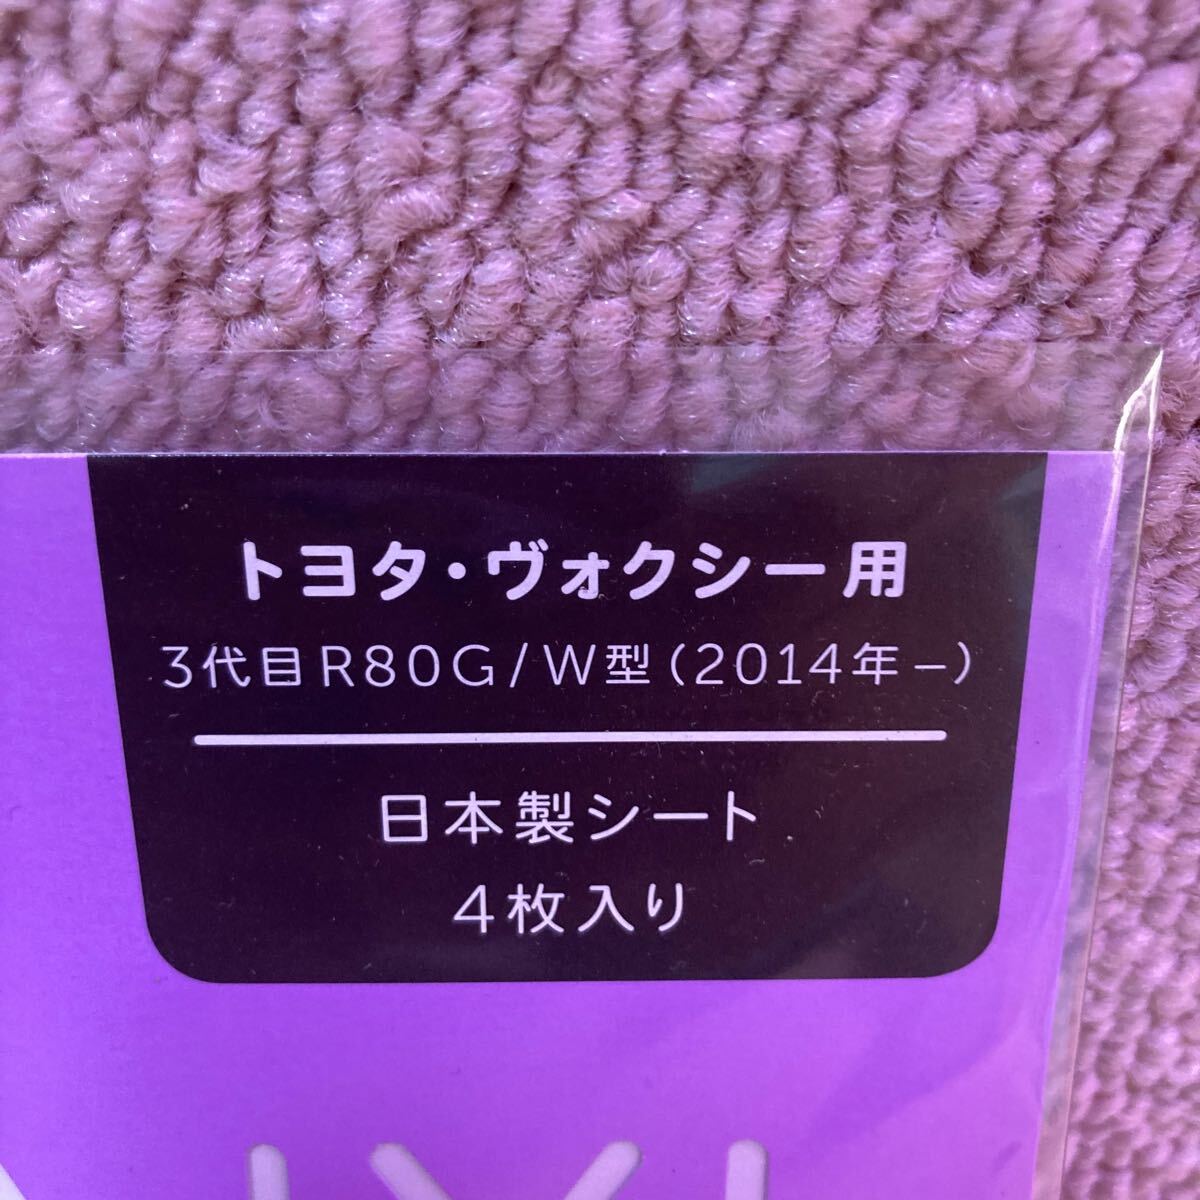 トヨタ・ヴォクシー用
3代目R80G/W型(2014年−)
日本製シート
4枚入り